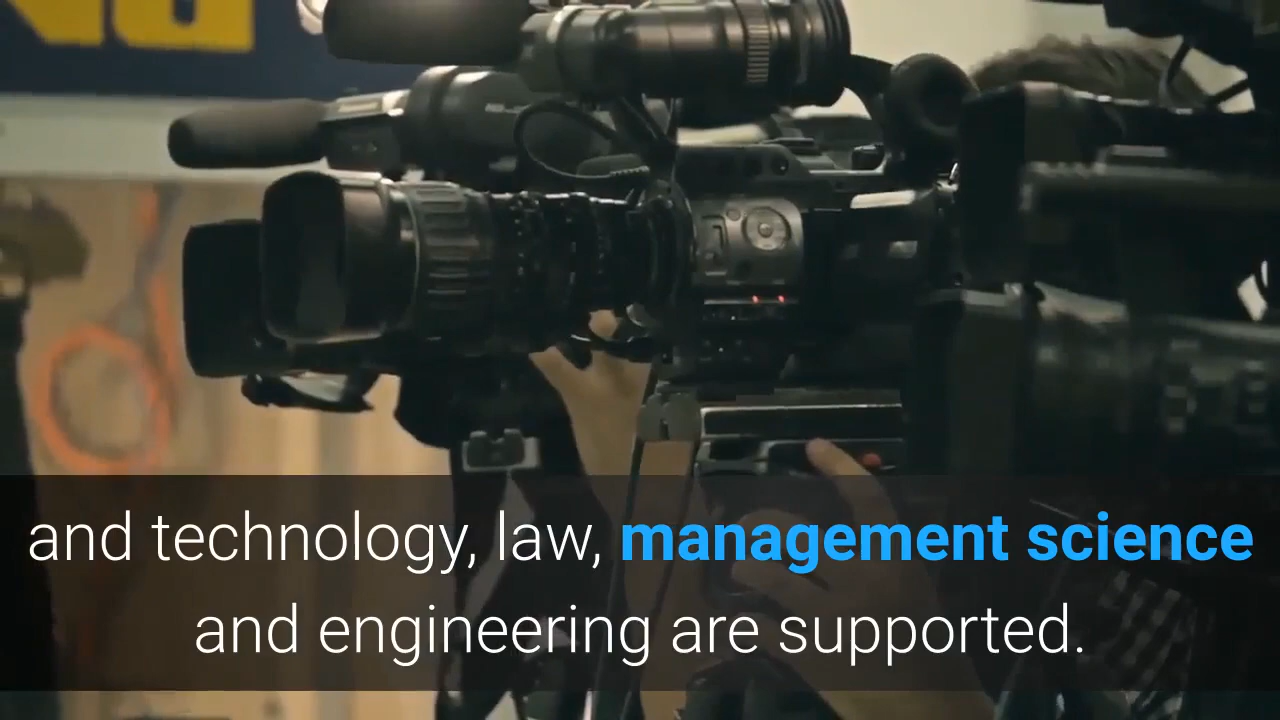 and technology, law, management science
and engineering are supported.